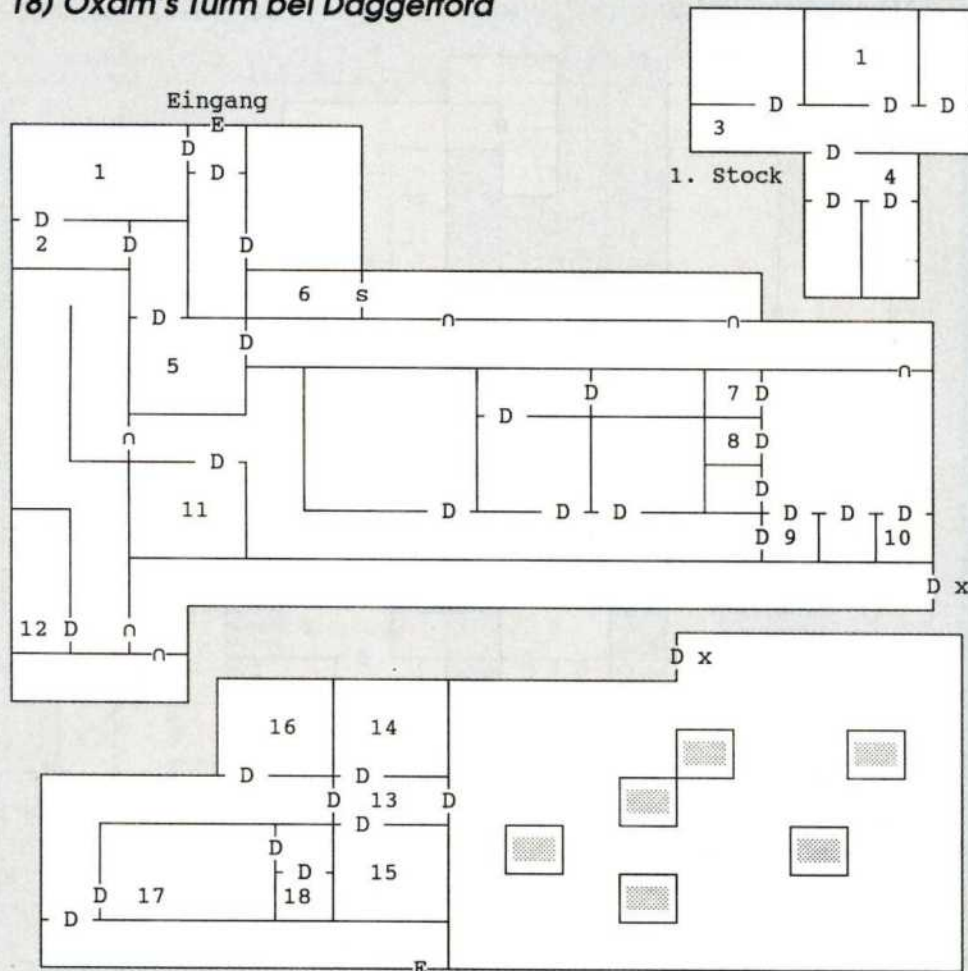 18) Oxam's Turm bei Daggerford
1
D D D
Eingang
E 3
D D
1 D 1. Stock 4
D D
D
2 D D
6 s
D ∩ ∩
D
5 ∩
D 7 D
D
∩ 8 D
D
D
11 D D D D D D
D 9 10
D x
12 D ∩
∩ D x
16 14
D D
D 13 D
D
D
D 15
D 17 18
D
E